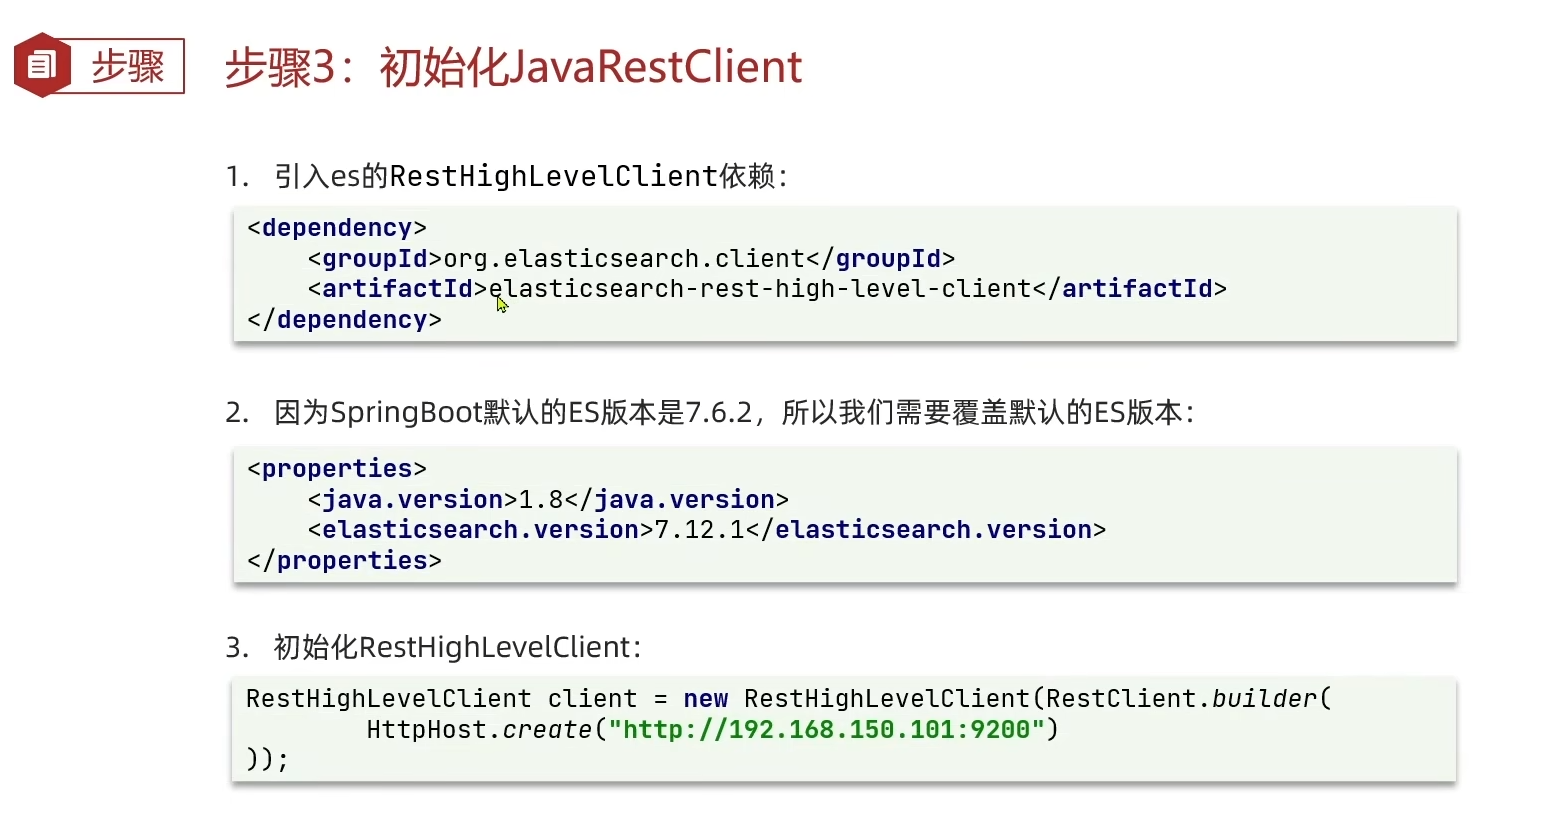 步骤
步骤3：初始化JavaRestClient
1. 引入es的RestHighLevelClient依赖：
<dependency>
    <groupId>org.elasticsearch.client</groupId>
    <artifactId>elasticsearch-rest-high-level-client</artifactId>
</dependency>
2. 因为SpringBoot默认的ES版本是7.6.2，所以我们需要覆盖默认的ES版本：
<properties>
    <java.version>1.8</java.version>
    <elasticsearch.version>7.12.1</elasticsearch.version>
</properties>
3. 初始化RestHighLevelClient：
RestHighLevelClient client = new RestHighLevelClient(RestClient.builder(
        HttpHost.create("http://192.168.150.101:9200")
));